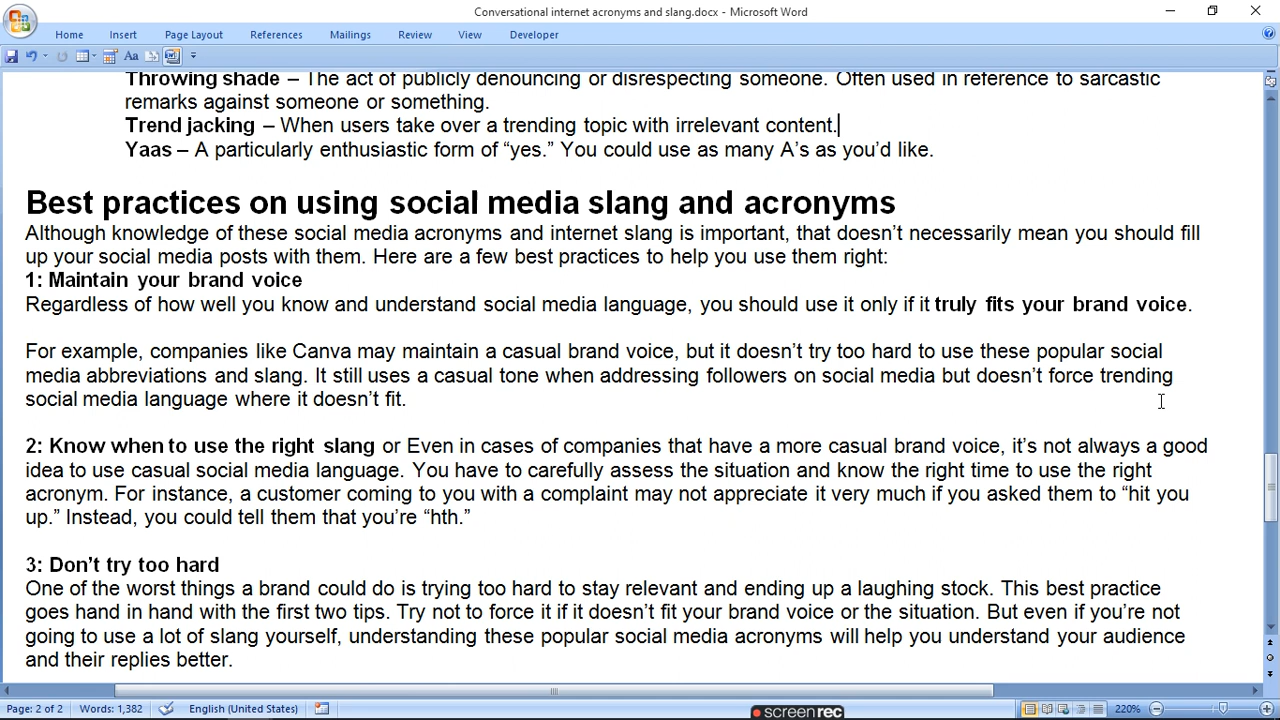 Conversational internet acronyms and slang.docx - Microsoft Word
Home Insert Page Layout References Mailings Review View Developer
Throwing shade – The act of publicly denouncing or disrespecting someone. Often used in reference to sarcastic
remarks against someone or something.
Trend jacking – When users take over a trending topic with irrelevant content.
Yaas – A particularly enthusiastic form of “yes.” You could use as many A’s as you’d like.
Best practices on using social media slang and acronyms
Although knowledge of these social media acronyms and internet slang is important, that doesn’t necessarily mean you should fill
up your social media posts with them. Here are a few best practices to help you use them right:
1: Maintain your brand voice
Regardless of how well you know and understand social media language, you should use it only if it truly fits your brand voice.
For example, companies like Canva may maintain a casual brand voice, but it doesn’t try too hard to use these popular social
media abbreviations and slang. It still uses a casual tone when addressing followers on social media but doesn’t force trending
social media language where it doesn’t fit.
2: Know when to use the right slang or Even in cases of companies that have a more casual brand voice, it’s not always a good
idea to use casual social media language. You have to carefully assess the situation and know the right time to use the right
acronym. For instance, a customer coming to you with a complaint may not appreciate it very much if you asked them to “hit you
up.” Instead, you could tell them that you’re “hth.”
3: Don’t try too hard
One of the worst things a brand could do is trying too hard to stay relevant and ending up a laughing stock. This best practice
goes hand in hand with the first two tips. Try not to force it if it doesn’t fit your brand voice or the situation. But even if you’re not
going to use a lot of slang yourself, understanding these popular social media acronyms will help you understand your audience
and their replies better.
Page: 2 of 2 Words: 1,382 English (United States) 220%
screenrec